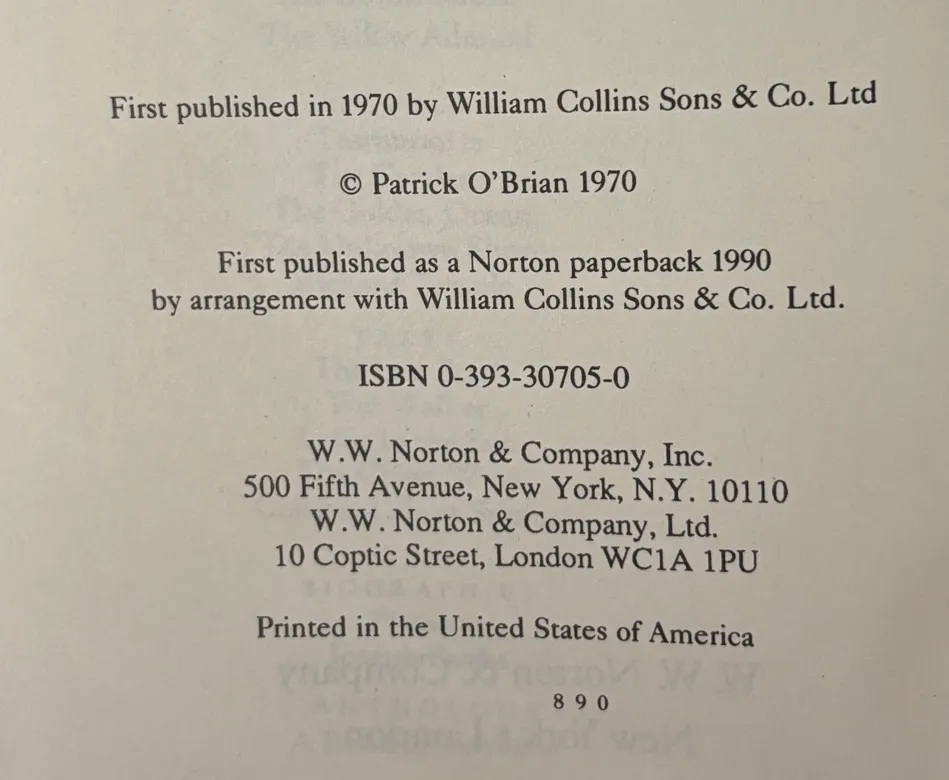 First published in 1970 by William Collins Sons & Co. Ltd
© Patrick O'Brian 1970
First published as a Norton paperback 1990
by arrangement with William Collins Sons & Co. Ltd.
ISBN 0-393-30705-0
W.W. Norton & Company, Inc.
500 Fifth Avenue, New York, N.Y. 10110
W.W. Norton & Company, Ltd.
10 Coptic Street, London WC1A 1PU
Printed in the United States of America
8 9 0